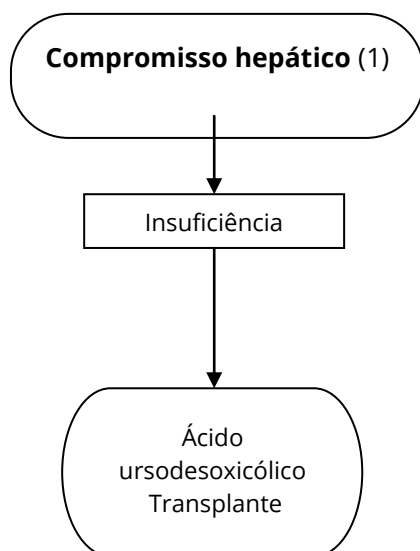 Compromisso hepático (1)
Insuficiência
Ácido
ursodesoxicólico
Transplante